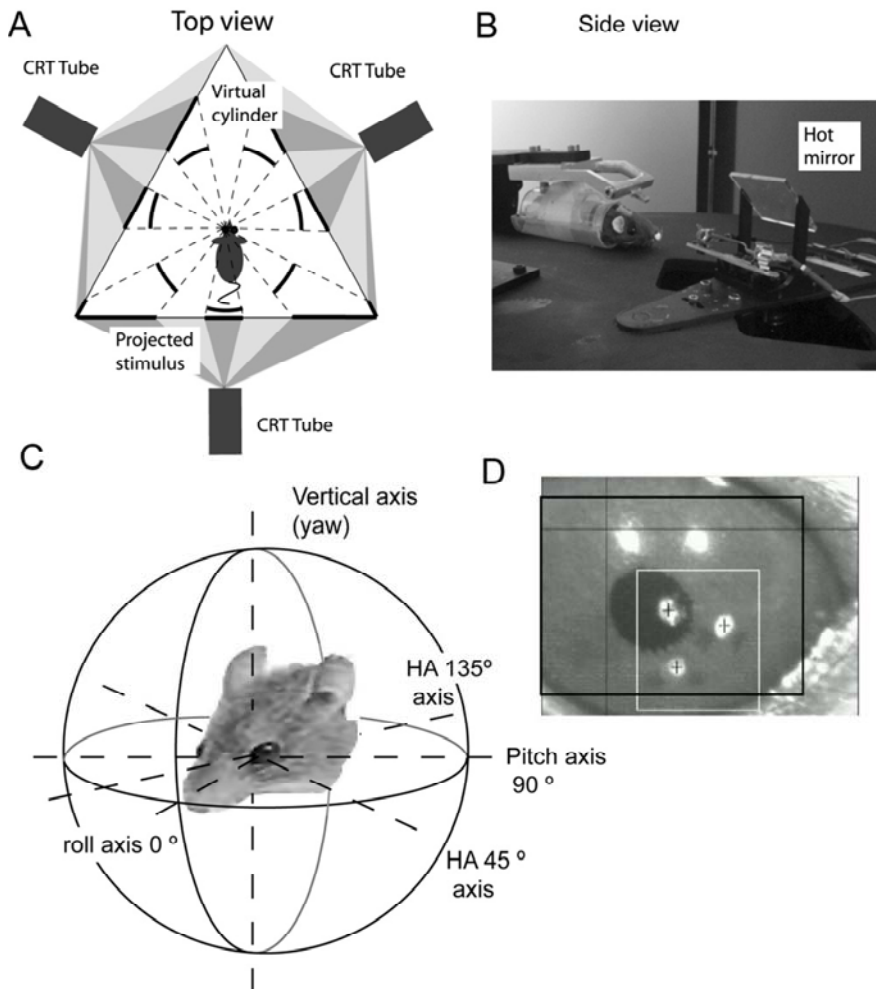 A
Top view
CRT Tube
CRT Tube
Virtual
cylinder
Projected
stimulus
CRT Tube
B
Side view
Hot
mirror
C
Vertical axis
(yaw)
HA 135º
axis
Pitch axis
90 º
roll axis 0 º
HA 45 º
axis
D